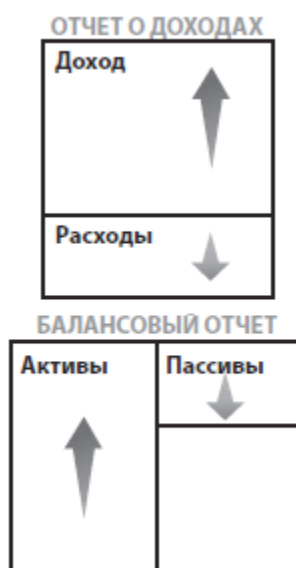 ОТЧЕТ О ДОХОДАХ
Доход
Расходы
БАЛАНСОВЫЙ ОТЧЕТ
Активы
Пассивы